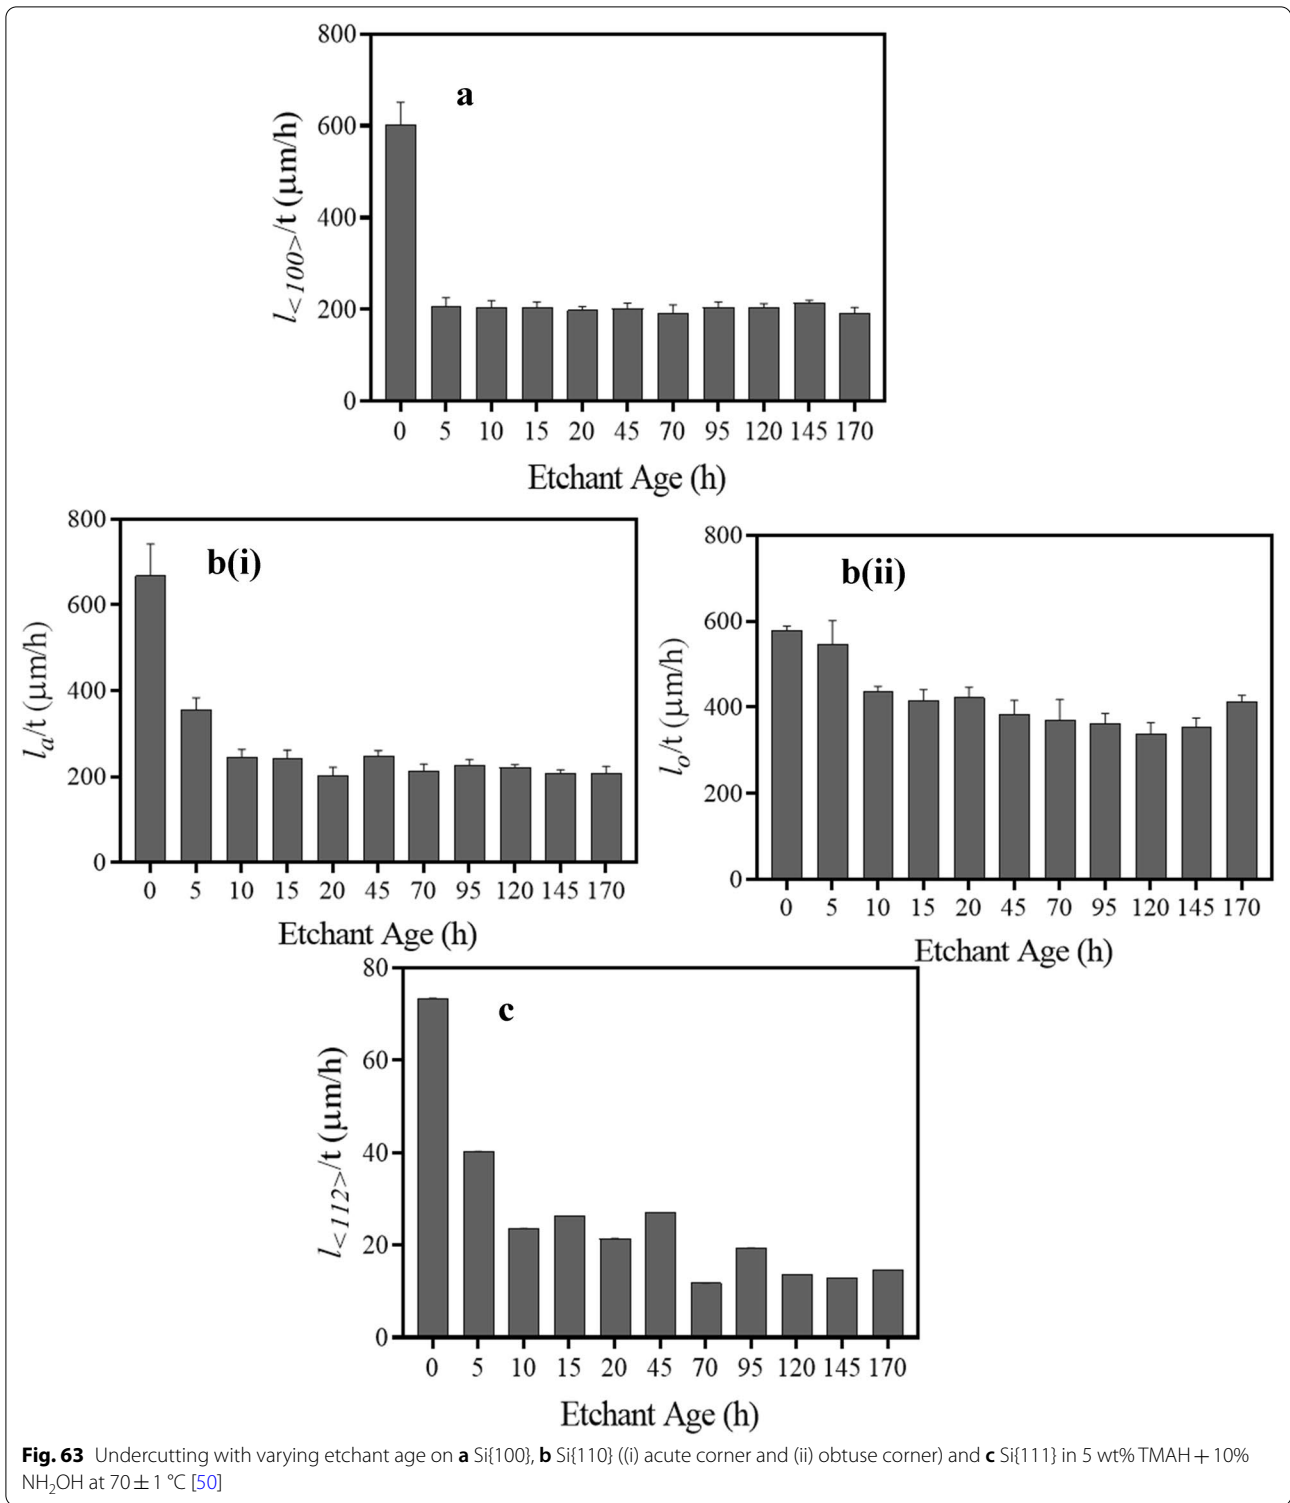 800
600
400
200
0
l<100>/t (μm/h)
a
0 5 10 15 20 45 70 95 120 145 170
Etchant Age (h)
800
600
400
200
0
la/t (μm/h)
b(i)
0 5 10 15 20 45 70 95 120 145 170
Etchant Age (h)
800
600
400
200
0
lo/t (μm/h)
b(ii)
0 5 10 15 20 45 70 95 120 145 170
Etchant Age (h)
80
60
40
20
0
l<112>/t (μm/h)
c
0 5 10 15 20 45 70 95 120 145 170
Etchant Age (h)
Fig. 63 Undercutting with varying etchant age on a Si{100}, b Si{110} ((i) acute corner and (ii) obtuse corner) and c Si{111} in 5 wt% TMAH + 10%
NH₂OH at 70 ± 1 °C [50]